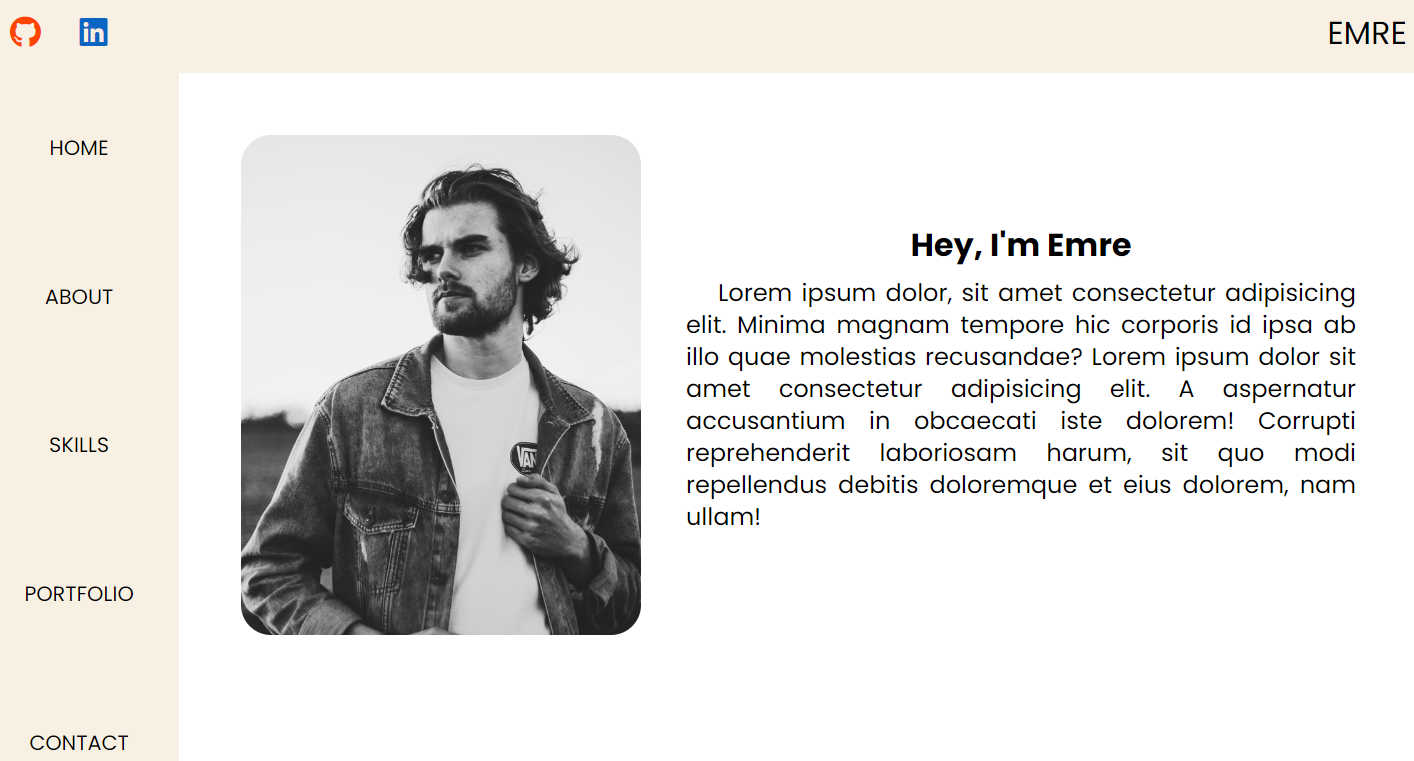 in
EMRE
HOME
ABOUT
SKILLS
PORTFOLIO
CONTACT
VAN
Hey, I'm Emre
Lorem ipsum dolor, sit amet consectetur adipisicing
elit. Minima magnam tempore hic corporis id ipsa ab
illo quae molestias recusandae? Lorem ipsum dolor sit
amet consectetur adipisicing elit. A aspernatur
accusantium in obcaecati iste dolorem! Corrupti
reprehenderit laboriosam harum, sit quo modi
repellendus debitis doloremque et eius dolorem, nam
ullam!